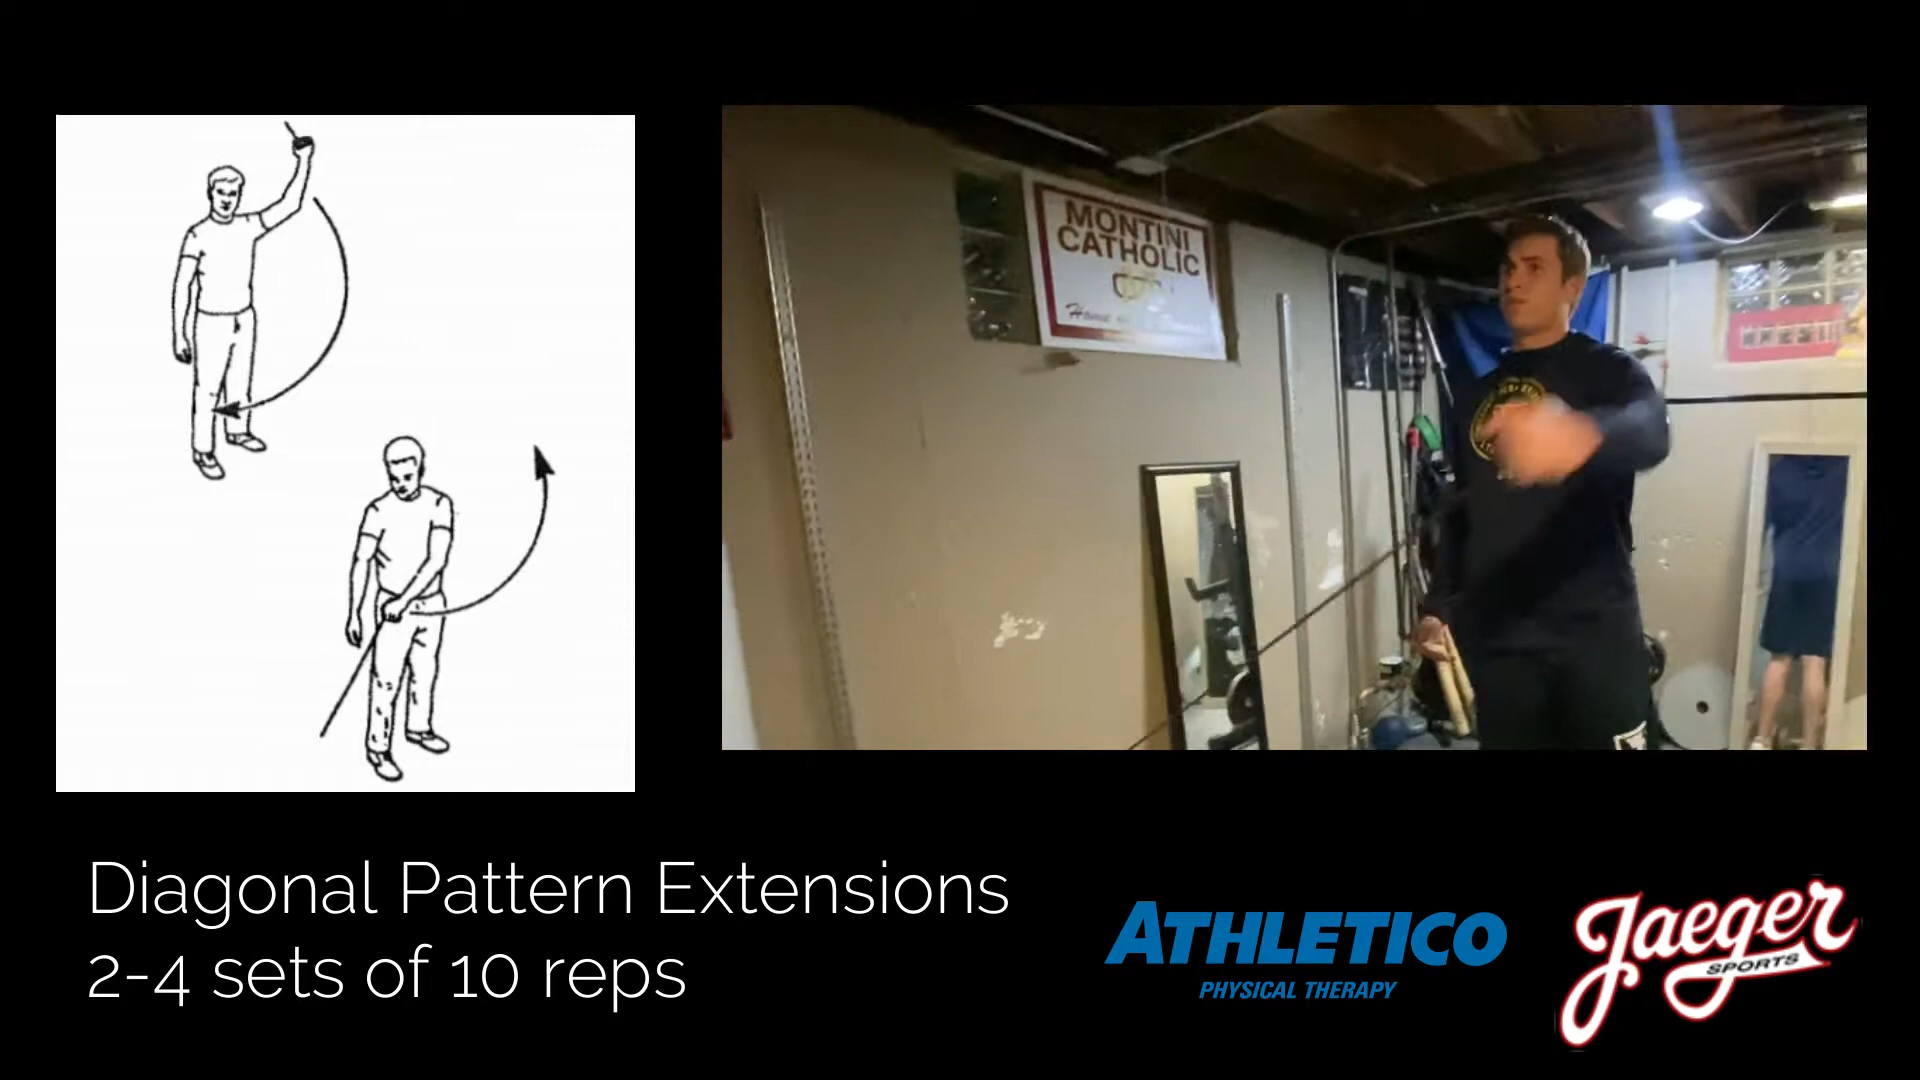 MONTINI
CATHOLIC
Diagonal Pattern Extensions
2-4 sets of 10 reps
ATHLETICO
PHYSICAL THERAPY
Jaeger
SPORTS